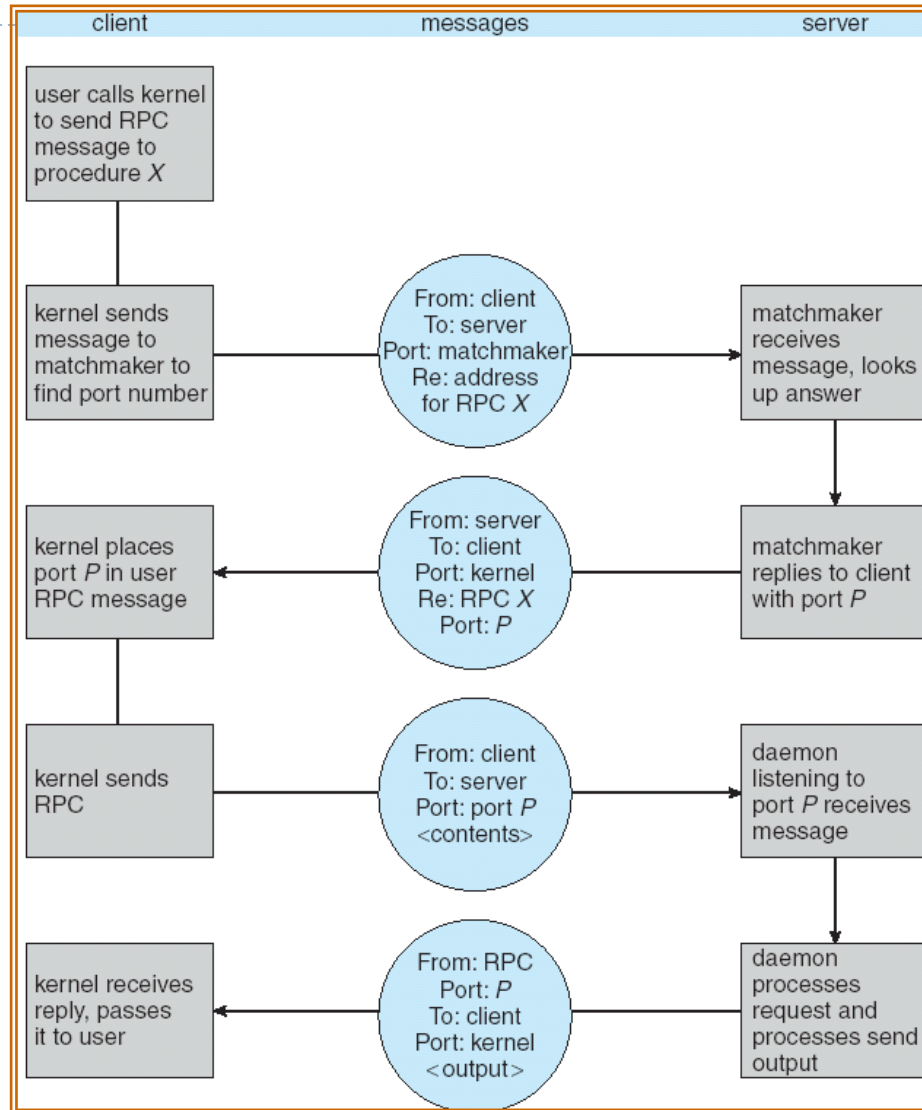 client
messages
server
user calls kernel
to send RPC
message to
procedure X
kernel sends
message to
matchmaker to
find port number
From: client
To: server
Port: matchmaker
Re: address
for RPC X
matchmaker
receives
message, looks
up answer
kernel places
port P in user
RPC message
From: server
To: client
Port: kernel
Re: RPC X
Port: P
matchmaker
replies to client
with port P
kernel sends
RPC
From: client
To: server
Port: port P
<contents>
daemon
listening to
port P receives
message
kernel receives
reply, passes
it to user
From: RPC
Port: P
To: client
Port: kernel
<output>
daemon
processes
request and
processes send
output